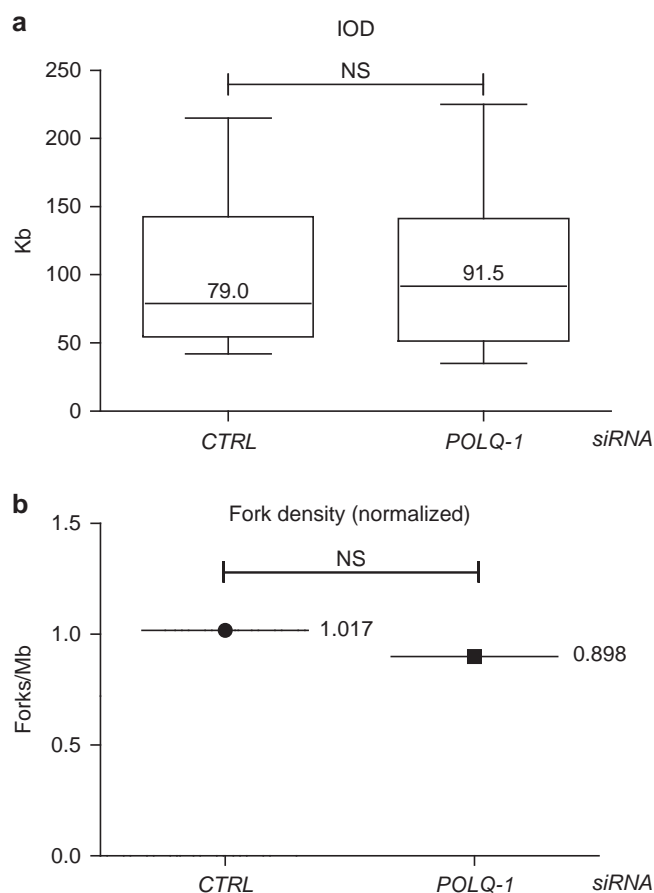 a
IOD
250
NS
200
150
Kb
100
79.0
91.5
50
0
CTRL POLQ-1 siRNA
b
Fork density (normalized)
1.5
NS
1.0
1.017
0.898
Forks/Mb
0.5
0.0
CTRL POLQ-1 siRNA